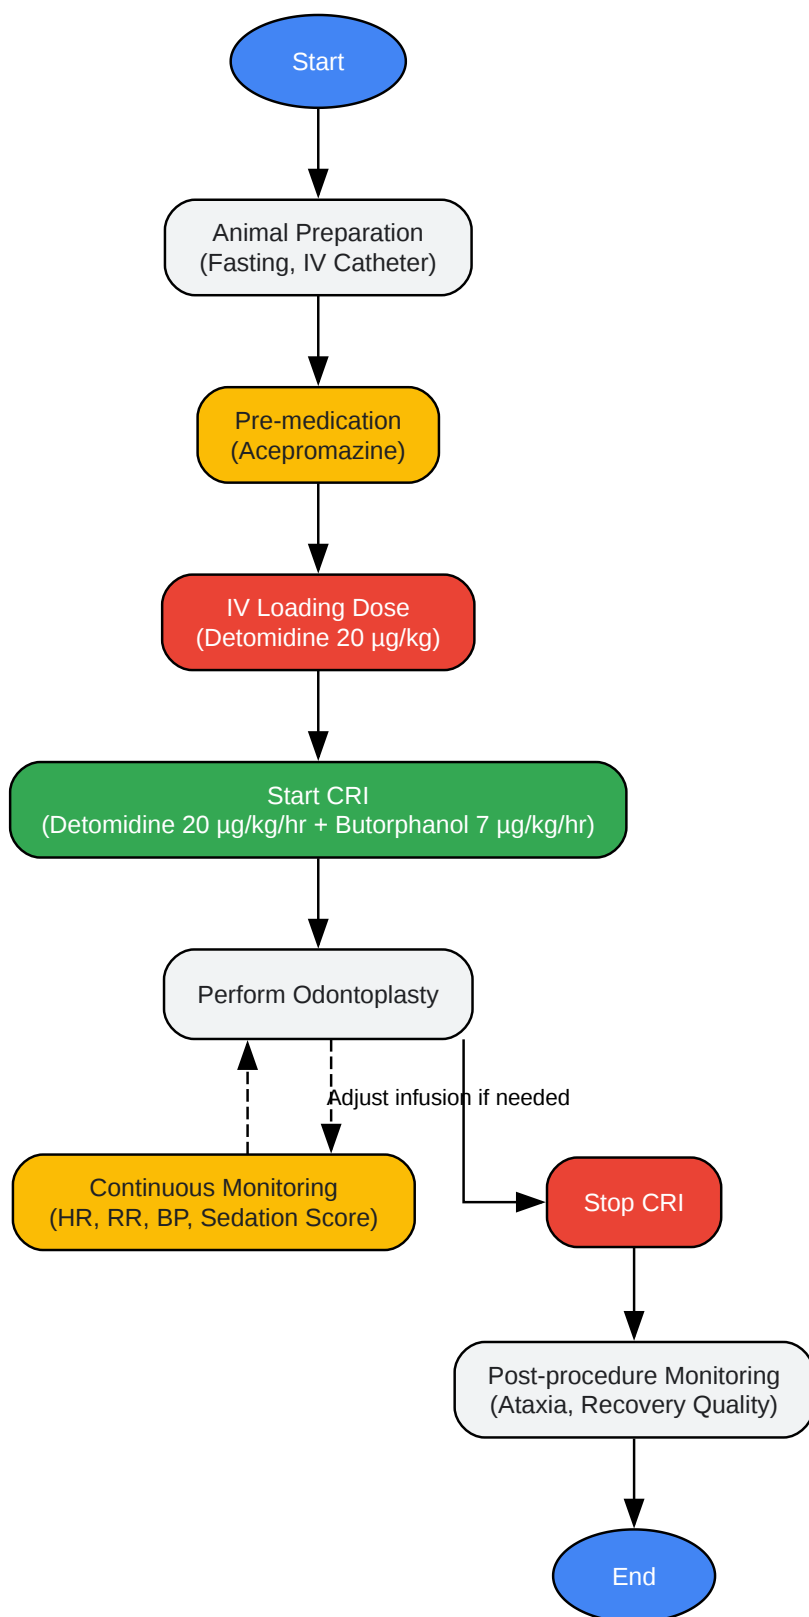 Start
Animal Preparation
(Fasting, IV Catheter)
Pre-medication
(Acepromazine)
IV Loading Dose
(Detomidine 20 µg/kg)
Start CRI
(Detomidine 20 µg/kg/hr + Butorphanol 7 µg/kg/hr)
Perform Odontoplasty
Adjust infusion if needed
Continuous Monitoring
(HR, RR, BP, Sedation Score)
Stop CRI
Post-procedure Monitoring
(Ataxia, Recovery Quality)
End